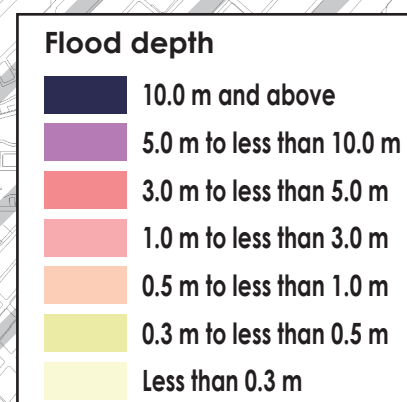 Flood depth
10.0 m and above
5.0 m to less than 10.0 m
3.0 m to less than 5.0 m
1.0 m to less than 3.0 m
0.5 m to less than 1.0 m
0.3 m to less than 0.5 m
Less than 0.3 m